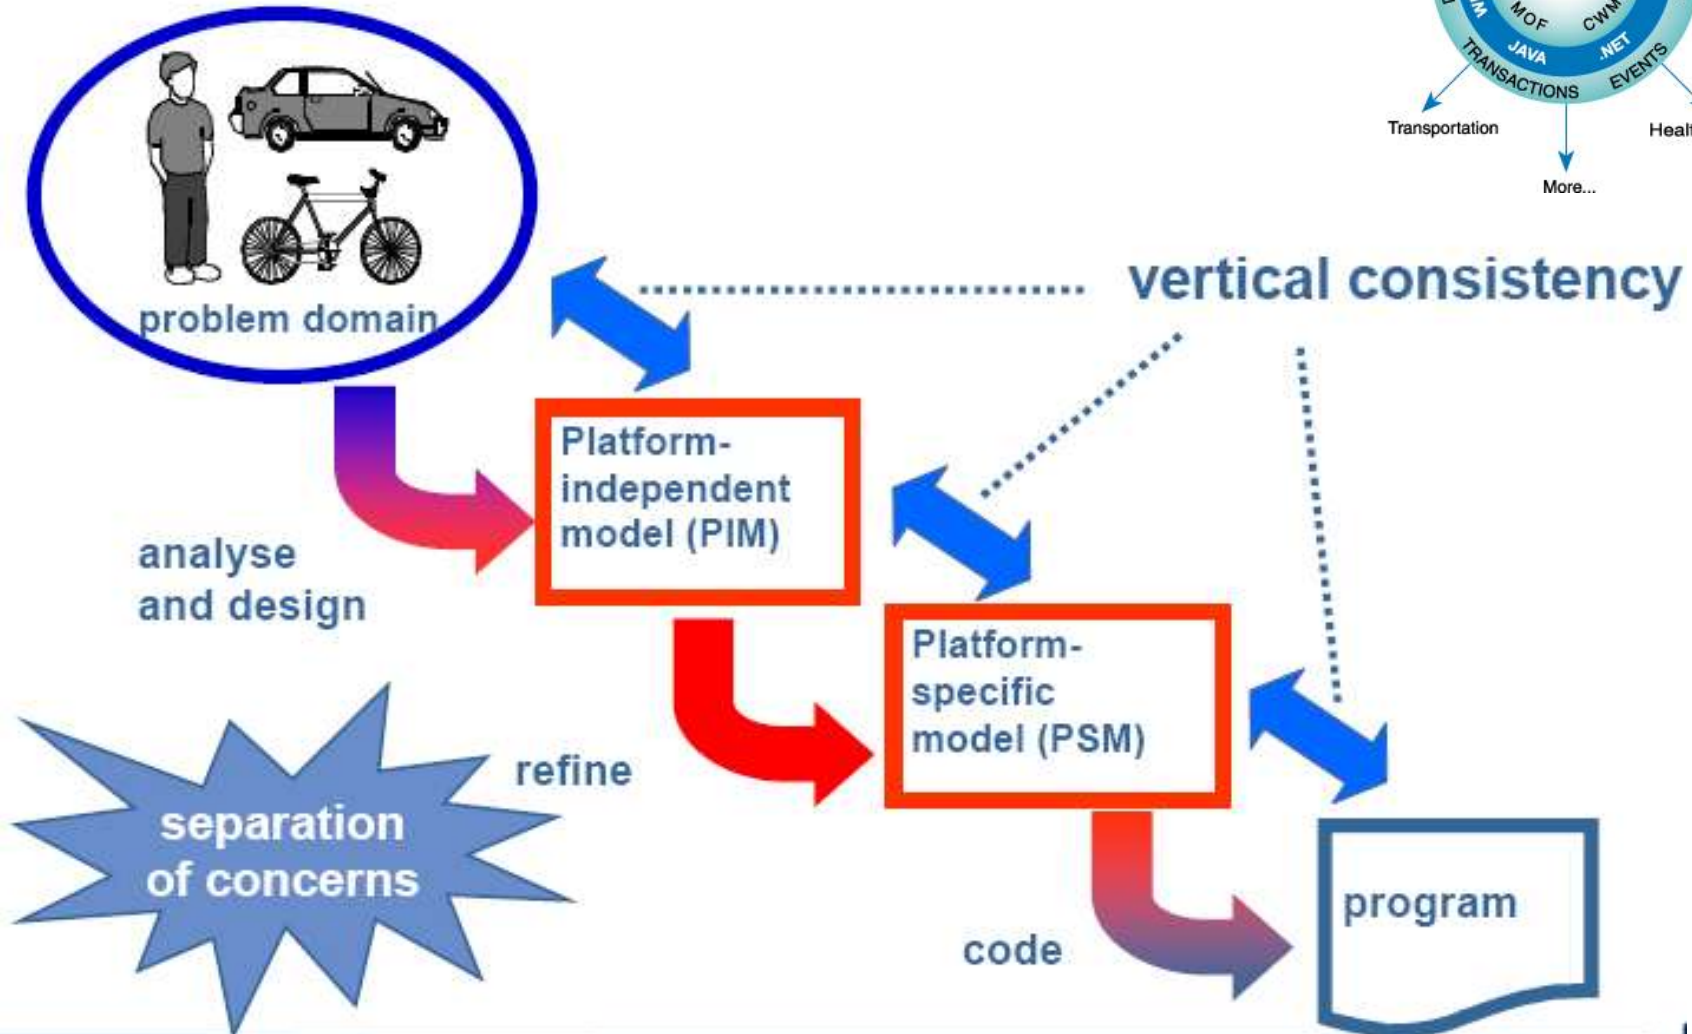 MOF
CWM
JAVA
.NET
TRANSACTIONS
EVENTS
Transportation
More...
problem domain
vertical consistency
Platform-
independent
model (PIM)
analyse
and design
Platform-
specific
model (PSM)
refine
separation
of concerns
program
code